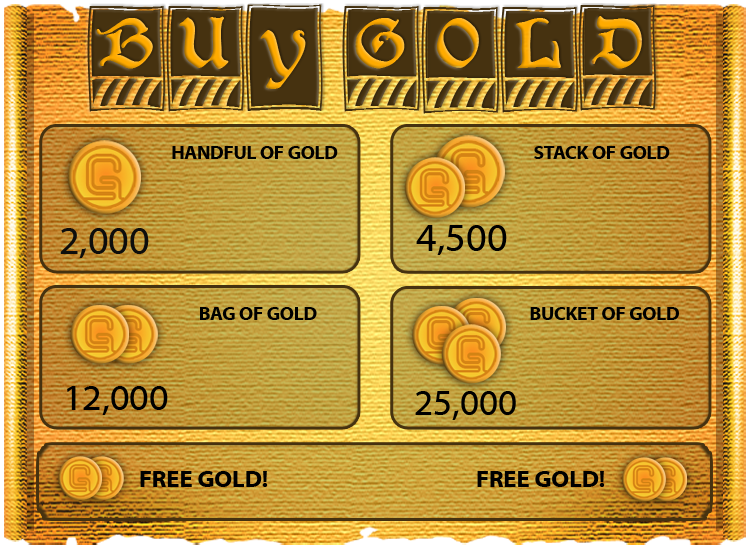 BUy GOLD
HANDFUL OF GOLD
2,000
STACK OF GOLD
4,500
BAG OF GOLD
12,000
BUCKET OF GOLD
25,000
FREE GOLD!
FREE GOLD!